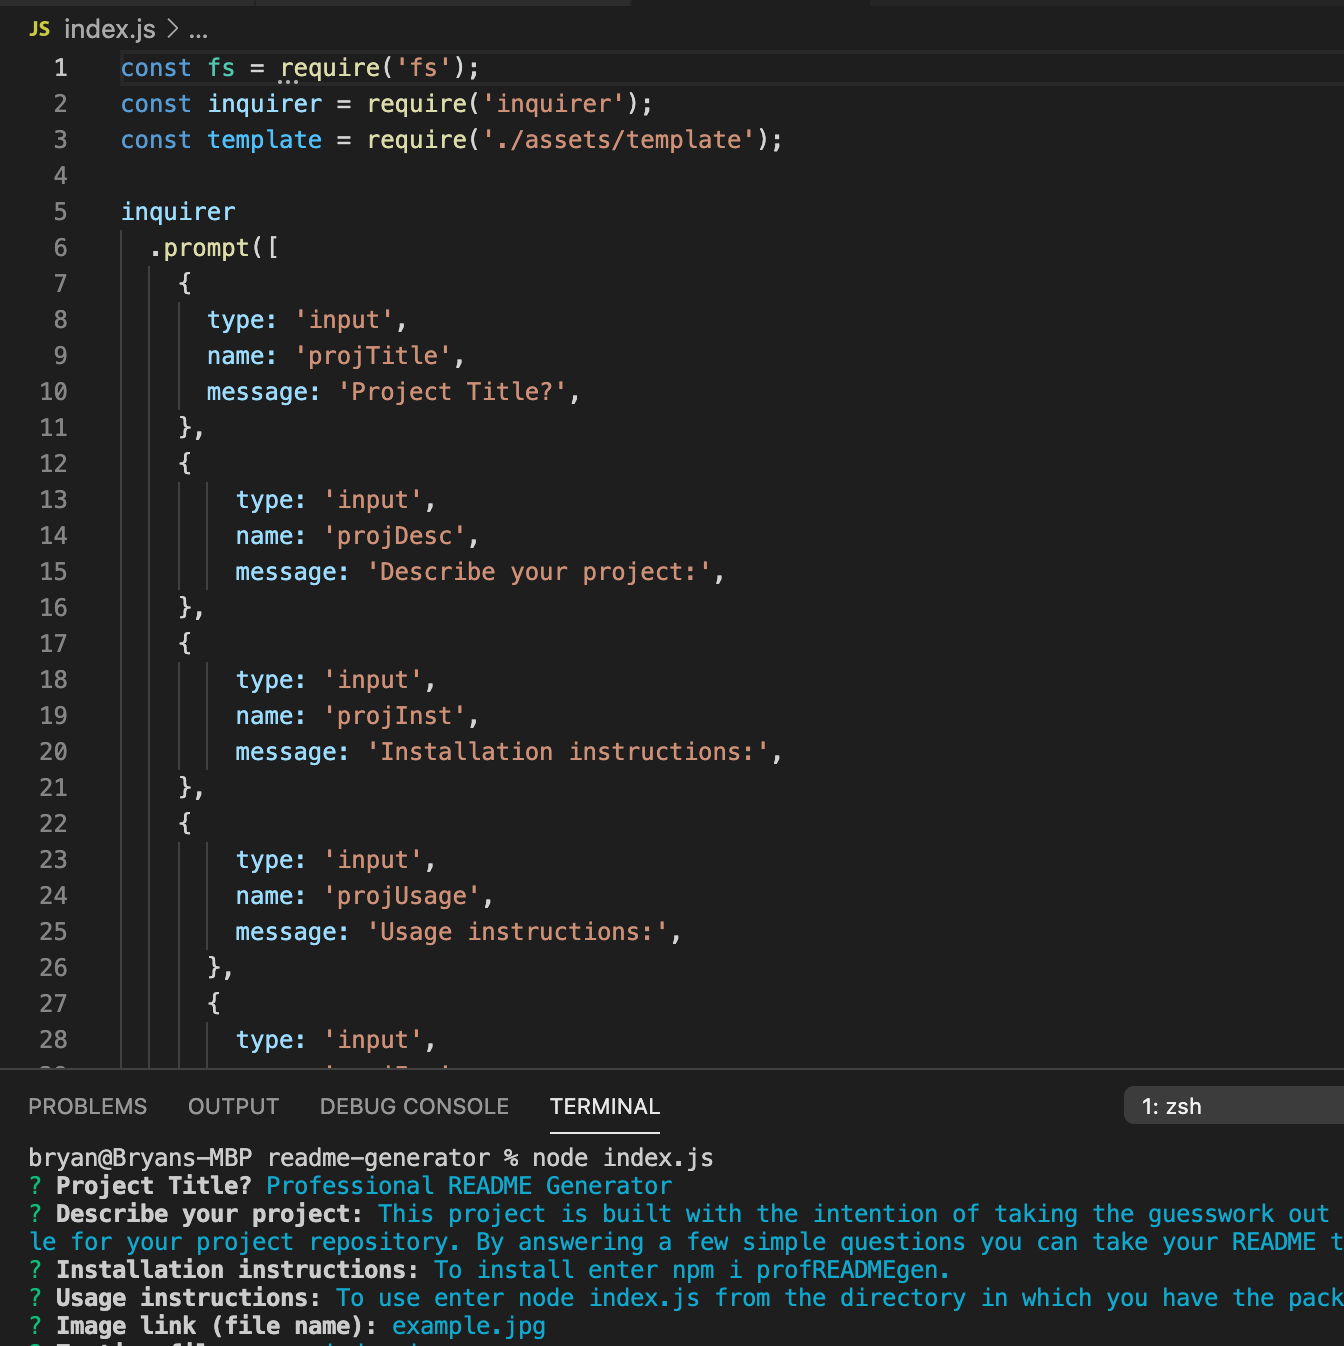 JS index.js > ...
1 const fs = require('fs');
2 const inquirer = require('inquirer');
3 const template = require('./assets/template');
4
5 inquirer
6 .prompt([
7 {
8 type: 'input',
9 name: 'projTitle',
10 message: 'Project Title?',
11 },
12 {
13 type: 'input',
14 name: 'projDesc',
15 message: 'Describe your project:',
16 },
17 {
18 type: 'input',
19 name: 'projInst',
20 message: 'Installation instructions:',
21 },
22 {
23 type: 'input',
24 name: 'projUsage',
25 message: 'Usage instructions:',
26 },
27 {
28 type: 'input',
PROBLEMS OUTPUT DEBUG CONSOLE TERMINAL 1: zsh
bryan@Bryans-MBP readme-generator % node index.js
? Project Title? Professional README Generator
? Describe your project: This project is built with the intention of taking the guesswork out
le for your project repository. By answering a few simple questions you can take your README t
? Installation instructions: To install enter npm i profREADMEgen.
? Usage instructions: To use enter node index.js from the directory in which you have the pack
? Image link (file name): example.jpg